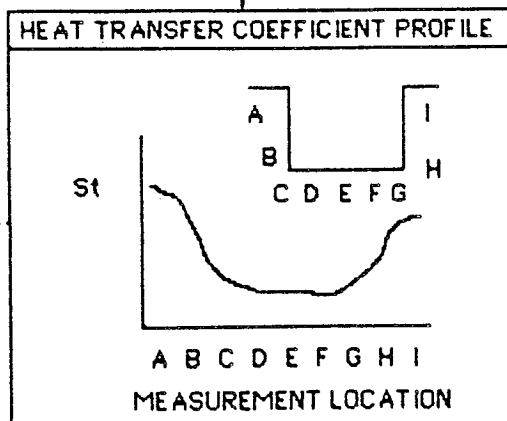 HEAT TRANSFER COEFFICIENT PROFILE
A I
B H
C D E F G
St
A B C D E F G H I
MEASUREMENT LOCATION